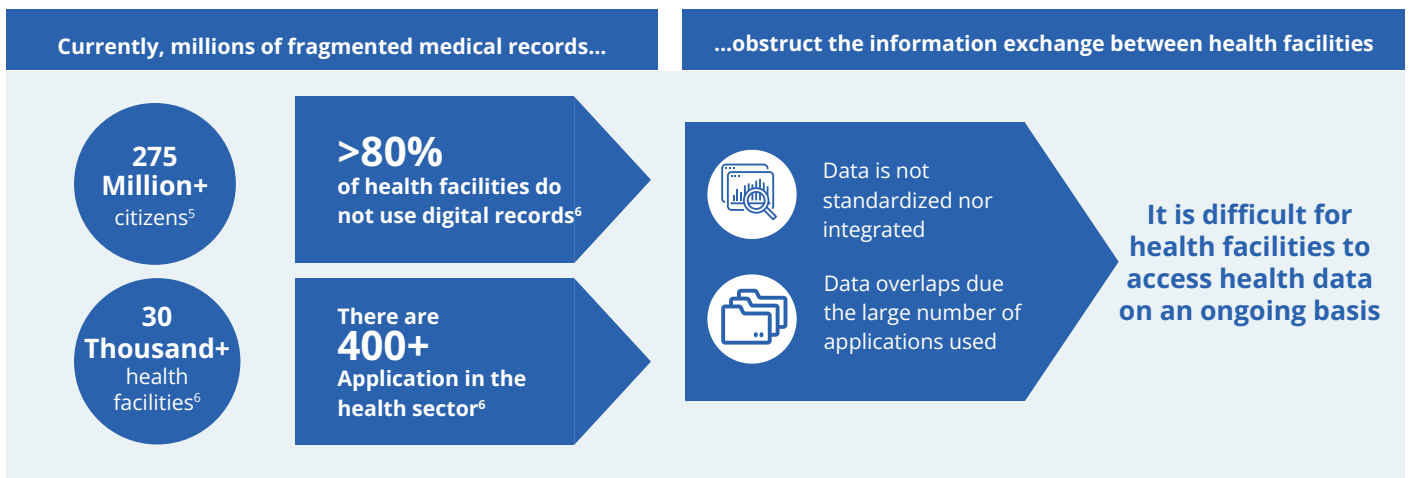 Currently, millions of fragmented medical records...
...obstruct the information exchange between health facilities
275
Million+
citizens⁵
>80%
of health facilities do
not use digital records⁶
30
Thousand+
health
facilities⁶
There are
400+
Application in the
health sector⁶
Data is not
standardized nor
integrated
Data overlaps due
the large number of
applications used
It is difficult for
health facilities to
access health data
on an ongoing basis